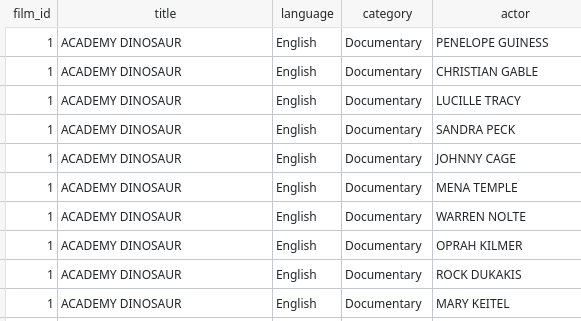 film_id title language category actor
1 ACADEMY DINOSAUR English Documentary PENELOPE GUINESS
1 ACADEMY DINOSAUR English Documentary CHRISTIAN GABLE
1 ACADEMY DINOSAUR English Documentary LUCILLE TRACY
1 ACADEMY DINOSAUR English Documentary SANDRA PECK
1 ACADEMY DINOSAUR English Documentary JOHNNY CAGE
1 ACADEMY DINOSAUR English Documentary MENA TEMPLE
1 ACADEMY DINOSAUR English Documentary WARREN NOLTE
1 ACADEMY DINOSAUR English Documentary OPRAH KILMER
1 ACADEMY DINOSAUR English Documentary ROCK DUKAKIS
1 ACADEMY DINOSAUR English Documentary MARY KEITEL